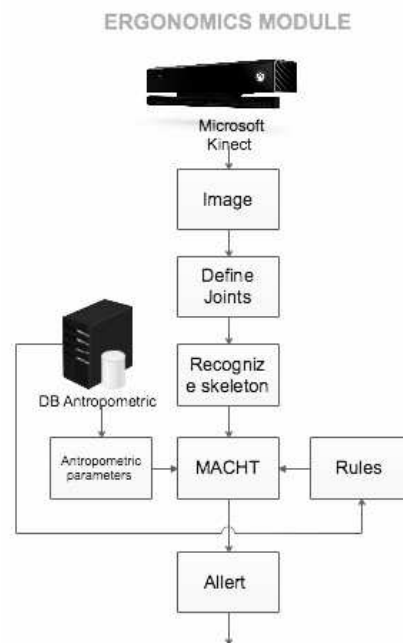 ERGONOMICS MODULE
Microsoft
Kinect
Image
Define
Joints
Recogniz
e skeleton
DB Antropometric
Antropometric
parameters
MACHT
Rules
Allert